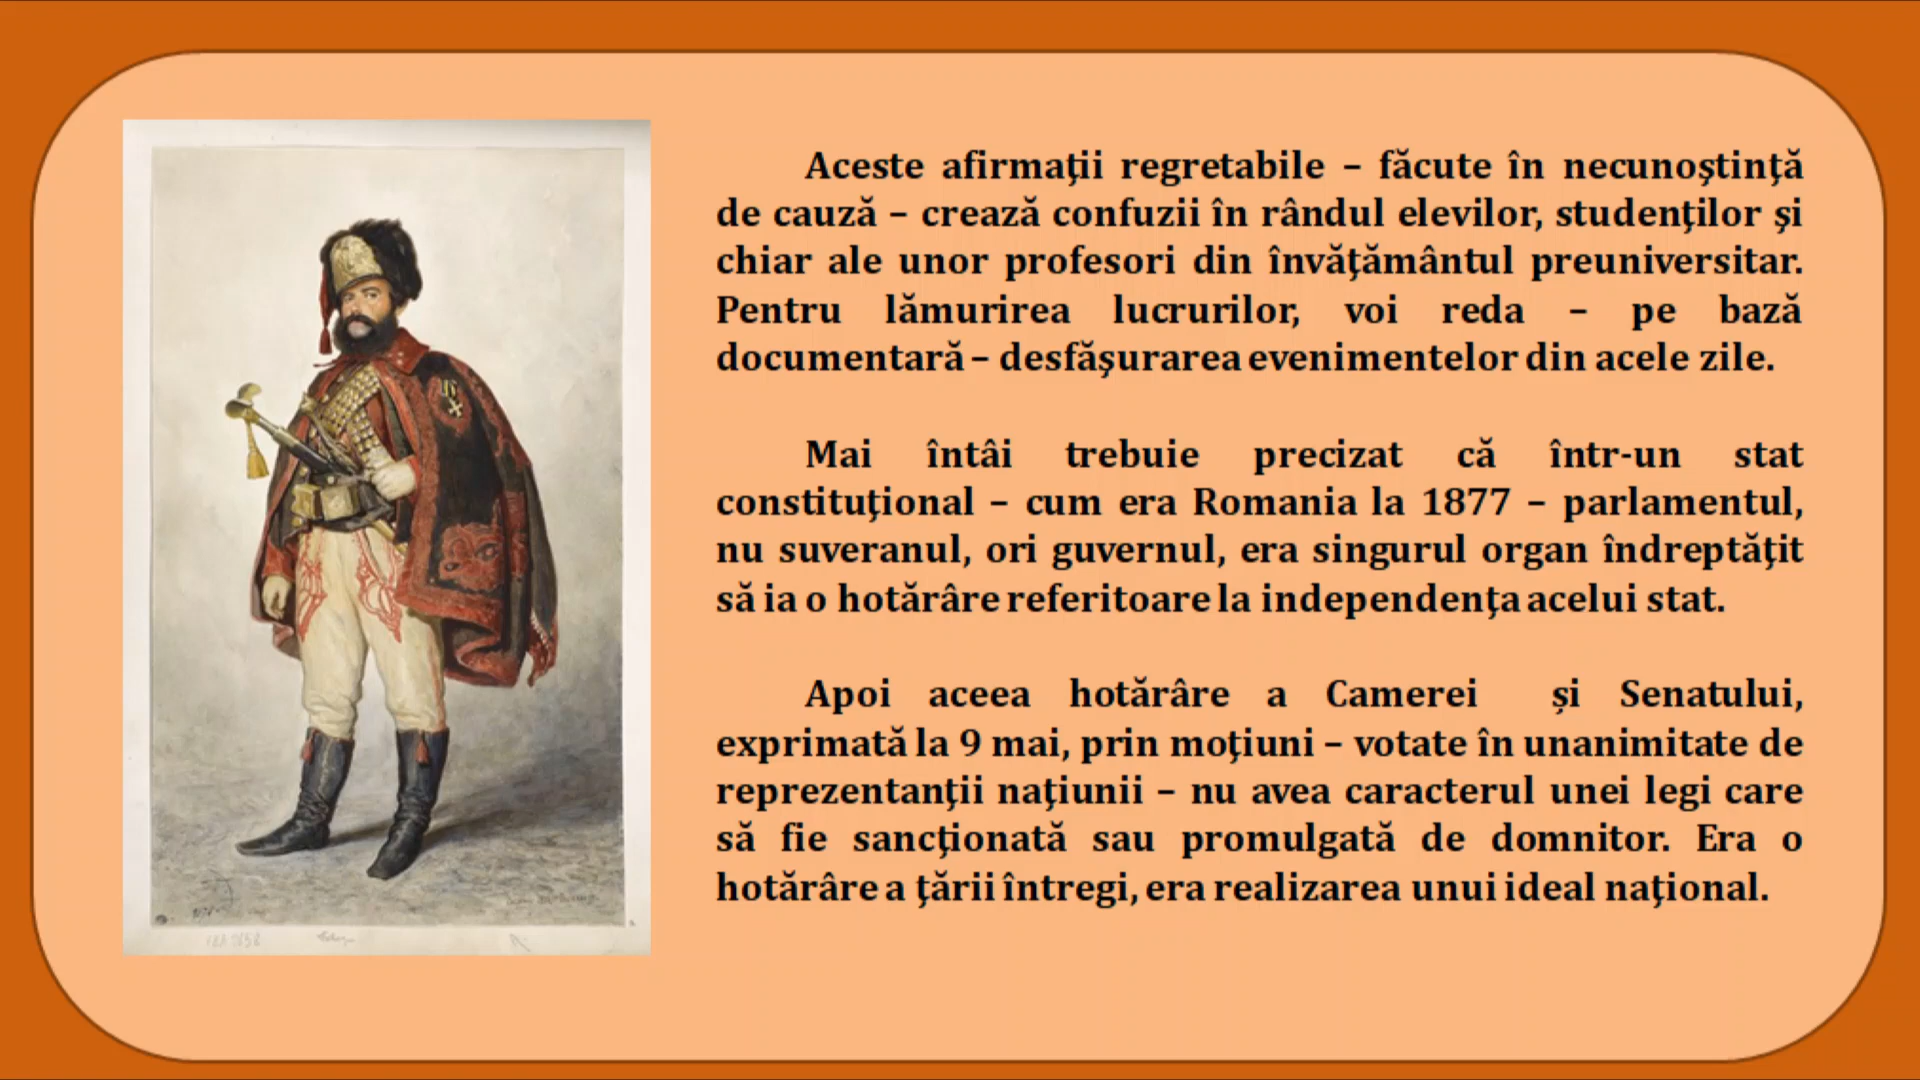 Aceste afirmaţii regretabile – făcute în necunoştinţă
de cauză – crează confuzii în rândul elevilor, studenţilor şi
chiar ale unor profesori din învăţământul preuniversitar.
Pentru lămurirea lucrurilor, voi reda – pe bază
documentară – desfăşurarea evenimentelor din acele zile.
Mai întâi trebuie precizat că într-un stat
constituţional – cum era Romania la 1877 – parlamentul,
nu suveranul, ori guvernul, era singurul organ îndreptăţit
să ia o hotărâre referitoare la independenţa acelui stat.
Apoi aceea hotărâre a Camerei și Senatului,
exprimată la 9 mai, prin moţiuni – votate în unanimitate de
reprezentanţii naţiunii – nu avea caracterul unei legi care
să fie sancţionată sau promulgată de domnitor. Era o
hotărâre a ţării întregi, era realizarea unui ideal naţional.